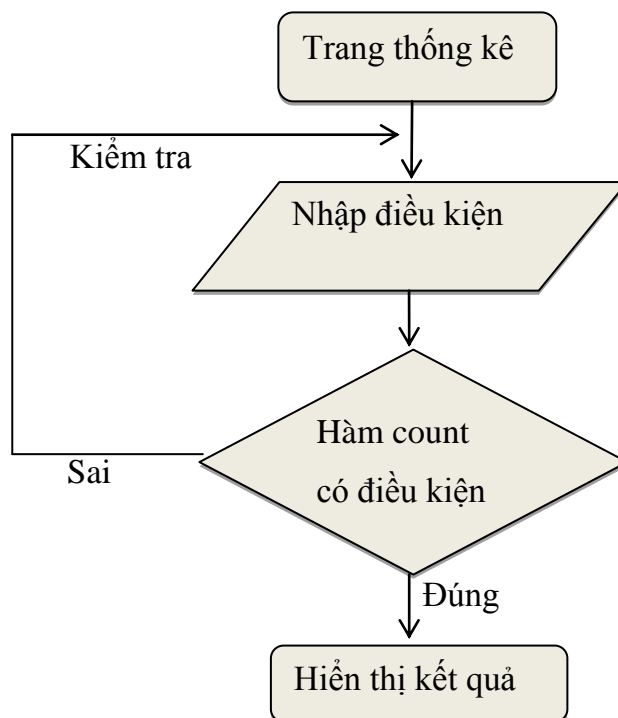 Trang thống kê
Kiểm tra
Nhập điều kiện
Hàm count
có điều kiện
Sai
Đúng
Hiển thị kết quả